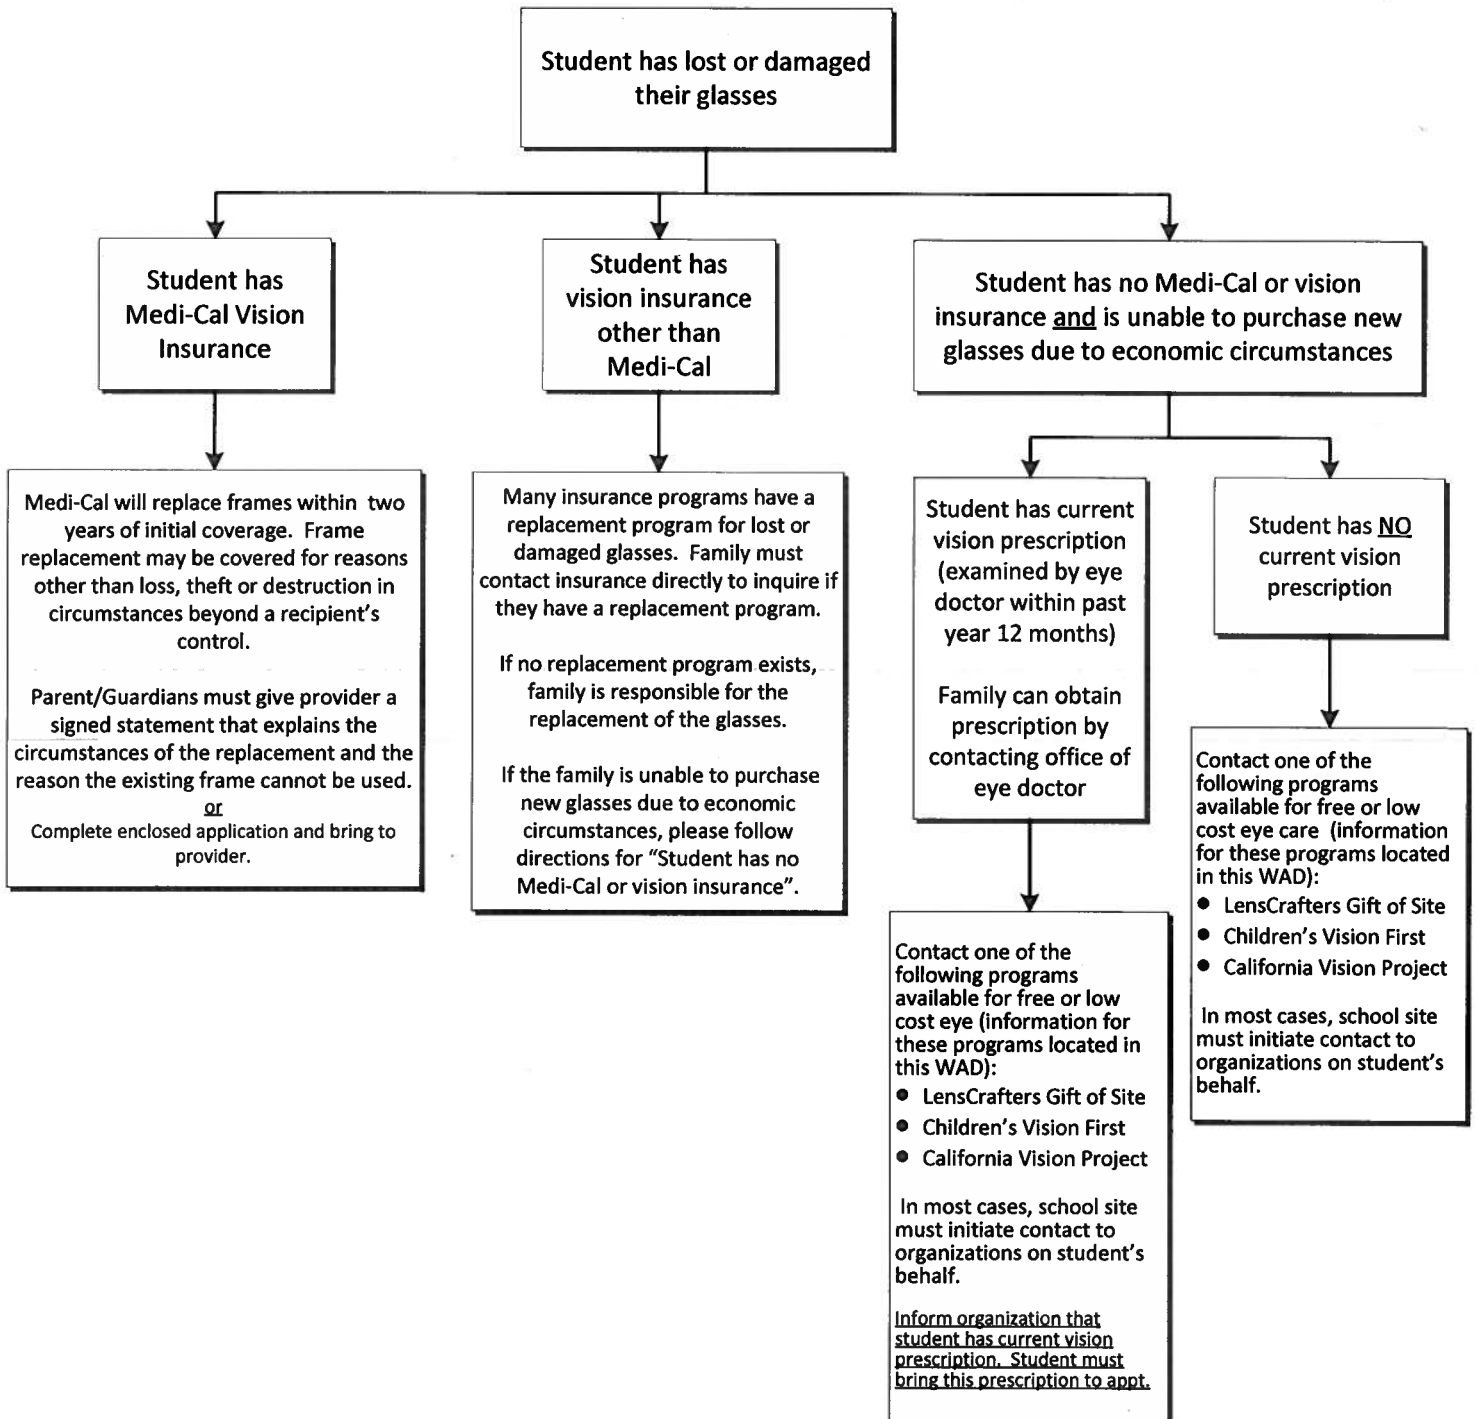 Student has lost or damaged
their glasses
Student has
Medi-Cal Vision
Insurance
Student has
vision insurance
other than
Medi-Cal
Student has no Medi-Cal or vision
insurance and is unable to purchase new
glasses due to economic circumstances
Medi-Cal will replace frames within two
years of initial coverage. Frame
replacement may be covered for reasons
other than loss, theft or destruction in
circumstances beyond a recipient's
control.
Parent/Guardians must give provider a
signed statement that explains the
circumstances of the replacement and the
reason the existing frame cannot be used.
or
Complete enclosed application and bring to
provider.
Many insurance programs have a
replacement program for lost or
damaged glasses. Family must
contact insurance directly to inquire if
they have a replacement program.
If no replacement program exists,
family is responsible for the
replacement of the glasses.
If the family is unable to purchase
new glasses due to economic
circumstances, please follow
directions for “Student has no
Medi-Cal or vision insurance”.
Student has current
vision prescription
(examined by eye
doctor within past
year 12 months)
Family can obtain
prescription by
contacting office of
eye doctor
Student has NO
current vision
prescription
Contact one of the
following programs
available for free or low
cost eye (information for
these programs located in
this WAD):
• LensCrafters Gift of Site
• Children's Vision First
• California Vision Project
In most cases, school site
must initiate contact to
organizations on student's
behalf.
Inform organization that
student has current vision
prescription. Student must
bring this prescription to appt.
Contact one of the
following programs
available for free or low
cost eye care (information
for these programs located
in this WAD):
• LensCrafters Gift of Site
• Children's Vision First
• California Vision Project
In most cases, school site
must initiate contact to
organizations on student's
behalf.